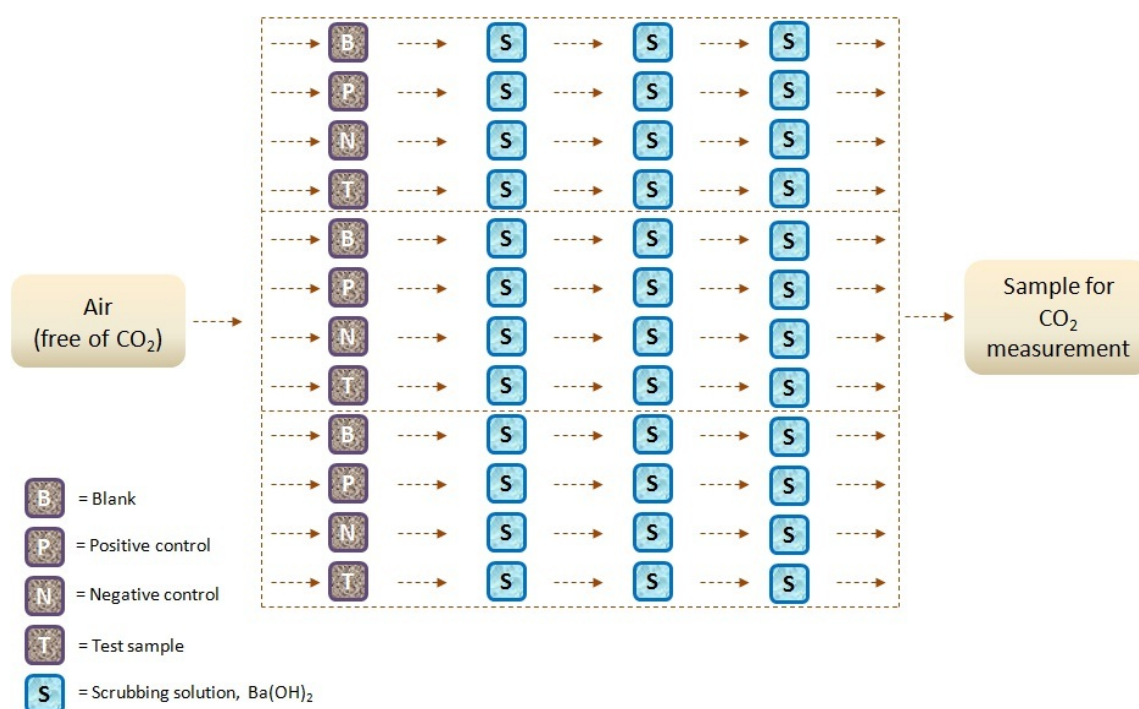 B S S S
P S S S
N S S S
T S S S
B S S S
P S S S
N S S S
T S S S
B S S S
P S S S
N S S S
T S S S
Air
(free of CO₂)
Sample for
CO₂
measurement
B = Blank
P = Positive control
N = Negative control
T = Test sample
S = Scrubbing solution, Ba(OH)₂